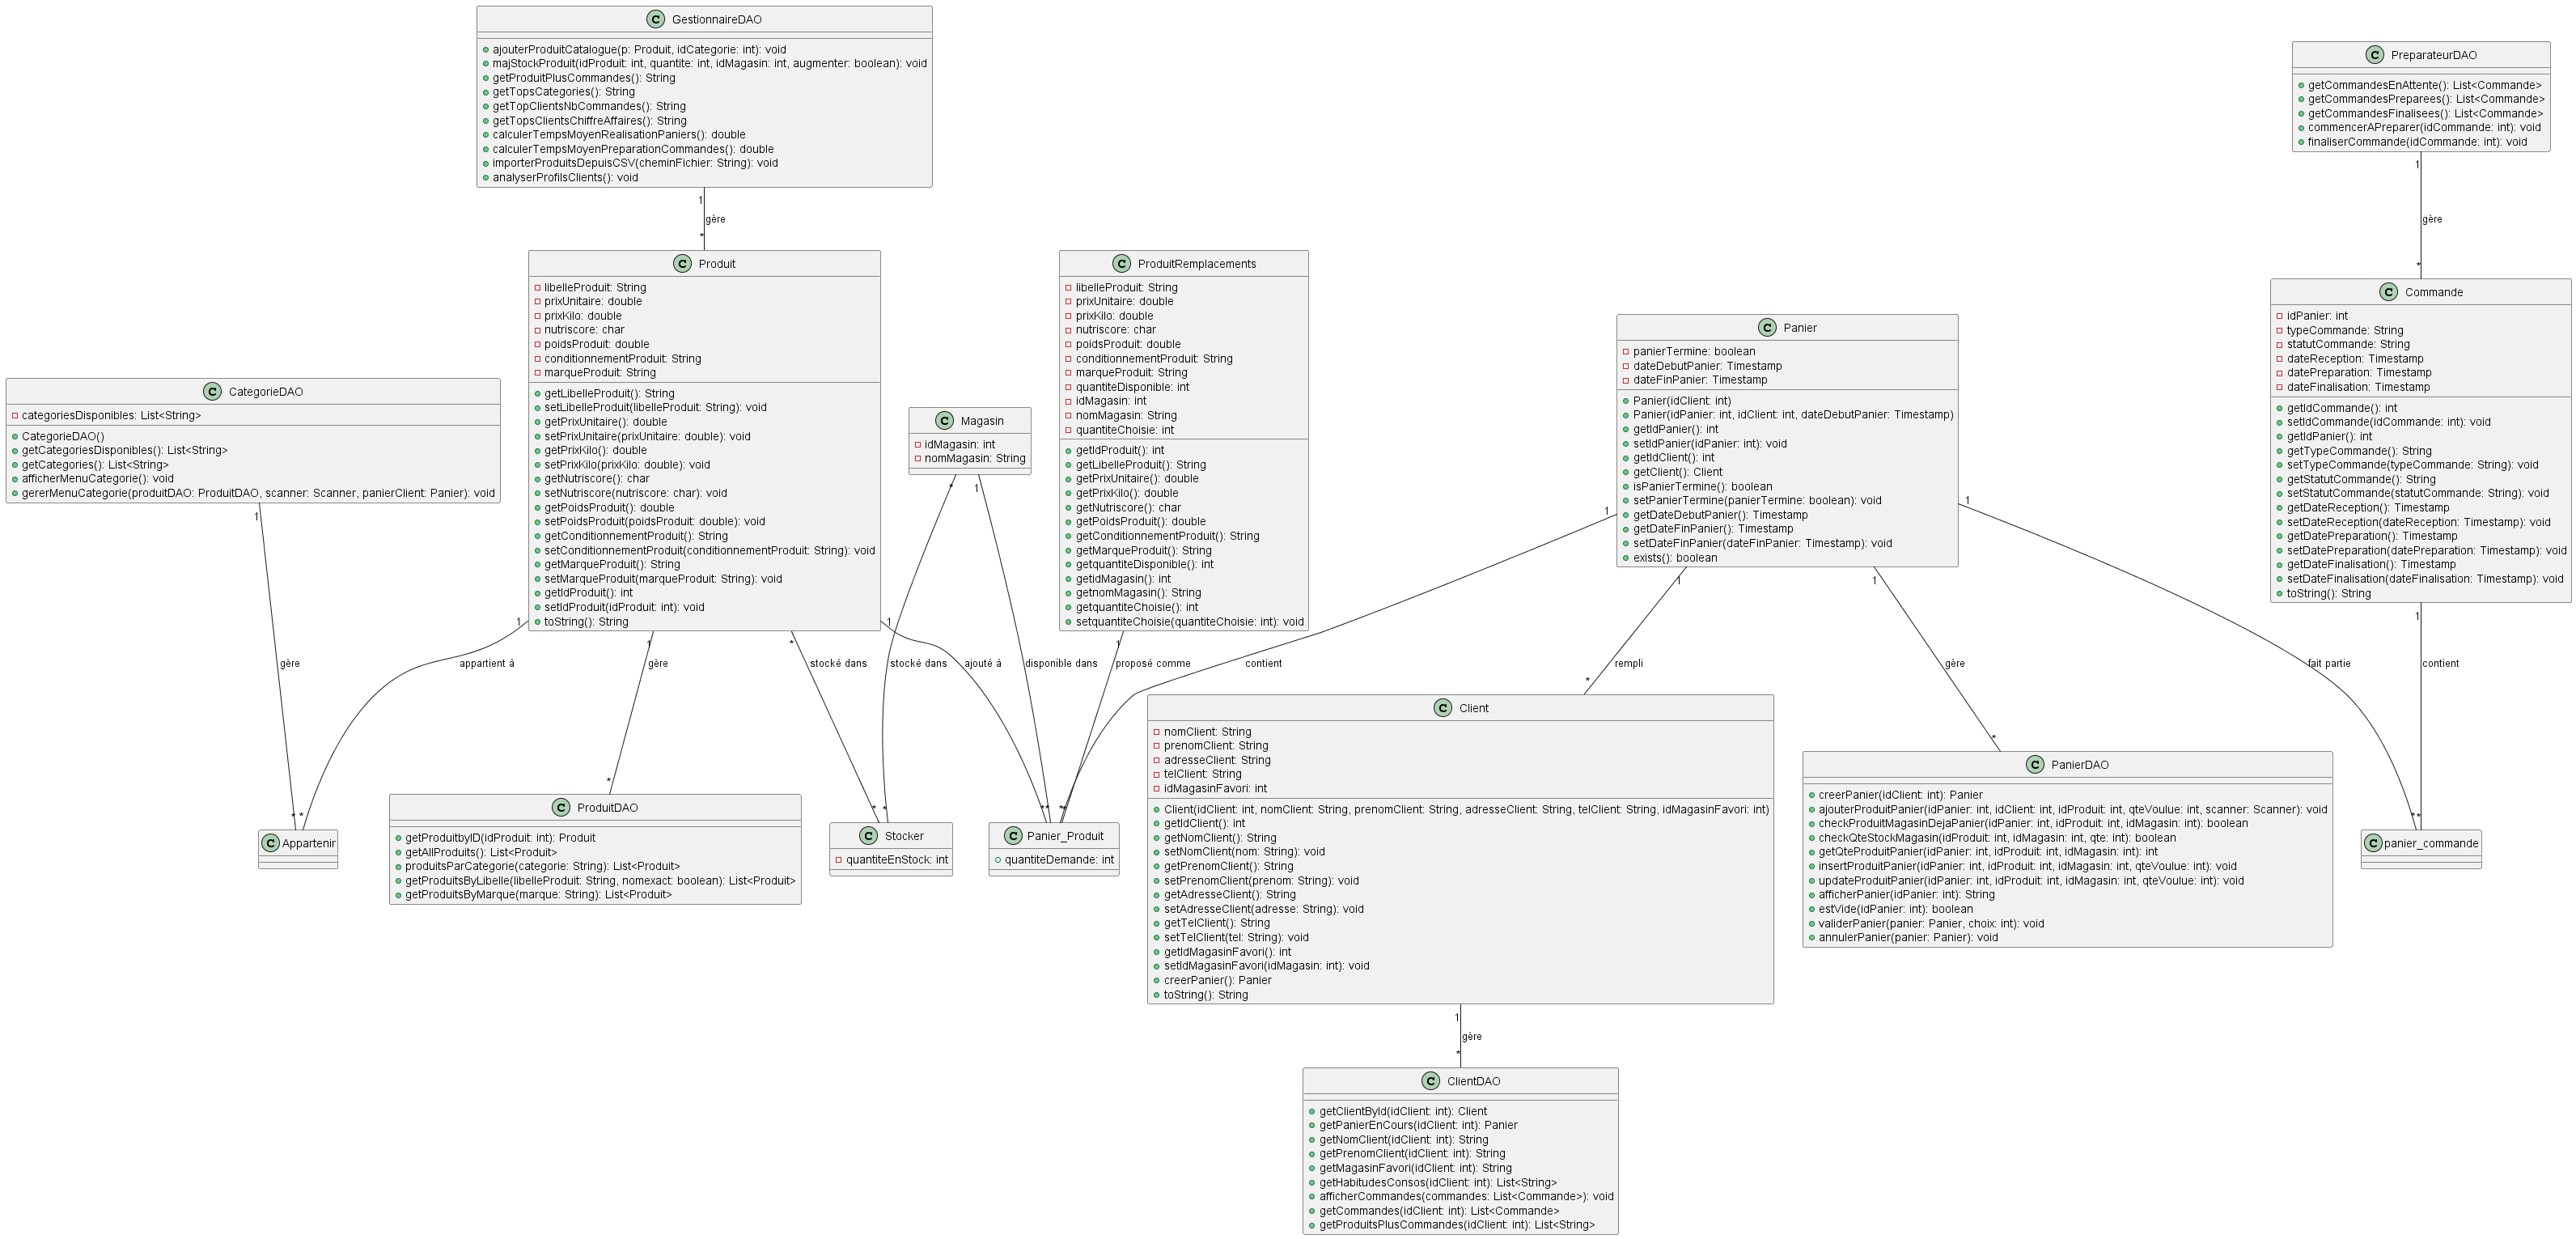 GestionnaireDAO
ajouterProduitCatalogue(p: Produit, idCategorie: int): void
majStockProduit(idProduit: int, quantite: int, idMagasin: int, augmenter: boolean): void
getProduitPlusCommandes(): String
getTopsCategories(): String
getTopClientsNbCommandes(): String
getTopsClientsChiffreAffaires(): String
calculerTempsMoyenRealisationPaniers(): double
calculerTempsMoyenPreparationCommandes(): double
importerProduitsDepuisCSV(cheminFichier: String): void
analyserProfilsClients(): void
PreparateurDAO
getCommandesEnAttente(): List<Commande>
getCommandesPreparees(): List<Commande>
getCommandesFinalisees(): List<Commande>
commencerAPreparer(idCommande: int): void
finaliserCommande(idCommande: int): void
1
gère
*
1
gère
*
Produit
libelleProduit: String
prixUnitaire: double
prixKilo: double
nutriscore: char
poidsProduit: double
conditionnementProduit: String
marqueProduit: String
getLibelleProduit(): String
setLibelleProduit(libelleProduit: String): void
getPrixUnitaire(): double
setPrixUnitaire(prixUnitaire: double): void
getPrixKilo(): double
setPrixKilo(prixKilo: double): void
getNutriscore(): char
setNutriscore(nutriscore: char): void
getPoidsProduit(): double
setPoidsProduit(poidsProduit: double): void
getConditionnementProduit(): String
setConditionnementProduit(conditionnementProduit: String): void
getMarqueProduit(): String
setMarqueProduit(marqueProduit: String): void
getIdProduit(): int
setIdProduit(idProduit: int): void
toString(): String
ProduitRemplacements
libelleProduit: String
prixUnitaire: double
prixKilo: double
nutriscore: char
poidsProduit: double
conditionnementProduit: String
marqueProduit: String
quantiteDisponible: int
idMagasin: int
nomMagasin: String
quantiteChoisie: int
getIdProduit(): int
getLibelleProduit(): String
getPrixUnitaire(): double
getPrixKilo(): double
getNutriscore(): char
getPoidsProduit(): double
getConditionnementProduit(): String
getMarqueProduit(): String
getquantiteDisponible(): int
getidMagasin(): int
getnomMagasin(): String
getquantiteChoisie(): int
setquantiteChoisie(quantiteChoisie: int): void
Commande
idPanier: int
typeCommande: String
statutCommande: String
dateReception: Timestamp
datePreparation: Timestamp
dateFinalisation: Timestamp
getIdCommande(): int
setIdCommande(idCommande: int): void
getIdPanier(): int
getTypeCommande(): String
setTypeCommande(typeCommande: String): void
getStatutCommande(): String
setStatutCommande(statutCommande: String): void
getDateReception(): Timestamp
setDateReception(dateReception: Timestamp): void
getDatePreparation(): Timestamp
setDatePreparation(datePreparation: Timestamp): void
getDateFinalisation(): Timestamp
setDateFinalisation(dateFinalisation: Timestamp): void
toString(): String
Panier
panierTermine: boolean
dateDebutPanier: Timestamp
dateFinPanier: Timestamp
Panier(idClient: int)
Panier(idPanier: int, idClient: int, dateDebutPanier: Timestamp)
getIdPanier(): int
setIdPanier(idPanier: int): void
getIdClient(): int
getClient(): Client
isPanierTermine(): boolean
setPanierTermine(panierTermine: boolean): void
getDateDebutPanier(): Timestamp
getDateFinPanier(): Timestamp
setDateFinPanier(dateFinPanier: Timestamp): void
exists(): boolean
CategorieDAO
categoriesDisponibles: List<String>
CategorieDAO()
getCategoriesDisponibles(): List<String>
getCategories(): List<String>
afficherMenuCategorie(): void
gererMenuCategorie(produitDAO: ProduitDAO, scanner: Scanner, panierClient: Panier): void
Magasin
idMagasin: int
nomMagasin: String
1
*
1
1
1
1
1
*
1
1
1
1
1
gère
appartient à
gère
stocké dans
stocké dans
ajouté à
disponible dans
proposé comme
contient
rempli
gère
fait partie
contient
*
*
*
*
*
*
*
*
*
*
*
*
*
Client
nomClient: String
prenomClient: String
adresseClient: String
telClient: String
idMagasinFavori: int
Client(idClient: int, nomClient: String, prenomClient: String, adresseClient: String, telClient: String, idMagasinFavori: int)
getIdClient(): int
getNomClient(): String
setNomClient(nom: String): void
getPrenomClient(): String
setPrenomClient(prenom: String): void
getAdresseClient(): String
setAdresseClient(adresse: String): void
getTelClient(): String
setTelClient(tel: String): void
getIdMagasinFavori(): int
setIdMagasinFavori(idMagasin: int): void
creerPanier(): Panier
toString(): String
PanierDAO
creerPanier(idClient: int): Panier
ajouterProduitPanier(idPanier: int, idClient: int, idProduit: int, qteVoulue: int, scanner: Scanner): void
checkProduitMagasinDejaPanier(idPanier: int, idProduit: int, idMagasin: int): boolean
checkQteStockMagasin(idProduit: int, idMagasin: int, qte: int): boolean
getQteProduitPanier(idPanier: int, idProduit: int, idMagasin: int): int
insertProduitPanier(idPanier: int, idProduit: int, idMagasin: int, qteVoulue: int): void
updateProduitPanier(idPanier: int, idProduit: int, idMagasin: int, qteVoulue: int): void
afficherPanier(idPanier: int): String
estVide(idPanier: int): boolean
validerPanier(panier: Panier, choix: int): void
annulerPanier(panier: Panier): void
ProduitDAO
getProduitbyID(idProduit: int): Produit
getAllProduits(): List<Produit>
produitsParCategorie(categorie: String): List<Produit>
getProduitsByLibelle(libelleProduit: String, nomexact: boolean): List<Produit>
getProduitsByMarque(marque: String): List<Produit>
Appartenir
Stocker
quantiteEnStock: int
Panier_Produit
quantiteDemande: int
panier_commande
1
gère
*
ClientDAO
getClientById(idClient: int): Client
getPanierEnCours(idClient: int): Panier
getNomClient(idClient: int): String
getPrenomClient(idClient: int): String
getMagasinFavori(idClient: int): String
getHabitudesConsos(idClient: int): List<String>
afficherCommandes(commandes: List<Commande>): void
getCommandes(idClient: int): List<Commande>
getProduitsPlusCommandes(idClient: int): List<String>